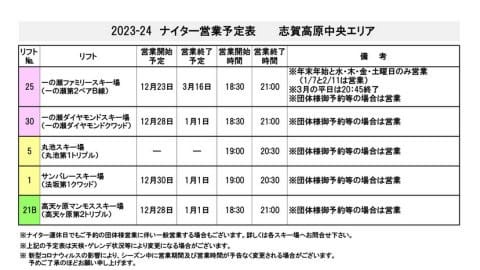 2023-24 ナイター営業予定表 志賀高原中央エリア
リフト № リフト 営業開始予定 営業終了予定 営業開始時間 営業終了時間 備考
25 一の瀬ファミリースキー場 (一の瀬第2ペアB線) 12月23日 3月16日 18:30 21:00 ※年末年始と水・木・金・土曜日のみ営業
(1/7と2/11は営業)
※3月の平日は20:45終了
※団体様御予約等の場合は営業
30 一の瀬ダイヤモンドスキー場 (一の瀬ダイヤモンドクワッド) 12月28日 1月1日 18:30 21:00 ※団体様御予約等の場合は営業
5 丸池スキー場 (丸池第1トリプル) 19:00 20:30 ※団体様御予約等の場合は営業
1 サンバレースキー場 (法坂第1クワッド) 12月30日 1月1日 19:00 20:30 ※団体様御予約等の場合は営業
21B 高天ヶ原マンモススキー場 (高天ヶ原第2トリプル) 12月28日 1月1日 18:30 21:00 ※団体様御予約等の場合は営業
※ナイター運休日でもご予約の団体営業に伴い一般営業する場合もございます。詳しくは各スキー場へお問合せ下さい。
※上記の予定表は天候・ゲレンデ状況等により変更になる場合がございます。
※ 新型コロナウィルスの影響により、シーズン中に営業期間及び営業時間が予告なく変更される場合がございます。
予めご了承のほどお願い申し上げます。